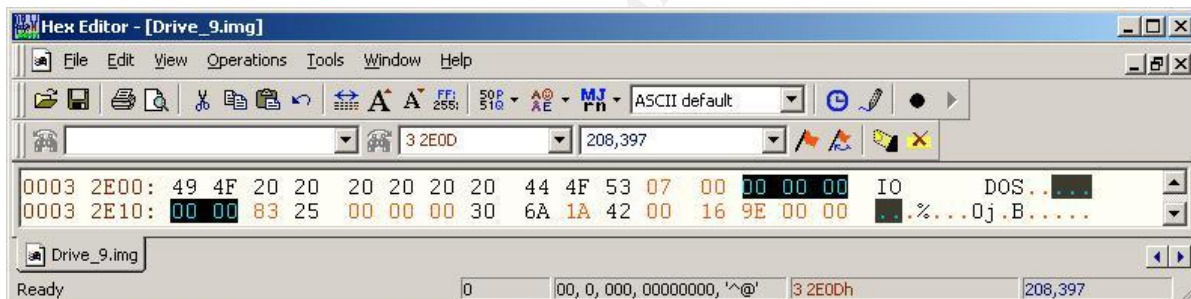 Hex Editor - [Drive_9.img]
File Edit View Operations Tools Window Help
ASCII default
3 2E0D 208,397
0003 2E00: 49 4F 20 20 20 20 20 20 44 4F 53 07 00 00 00 00 IO DOS.....
0003 2E10: 00 00 83 25 00 00 00 30 6A 1A 42 00 16 9E 00 00 ...%...0j.B.....
Drive_9.img
Ready 0 00, 0, 000, 00000000, '^@' 3 2E0Dh 208,397